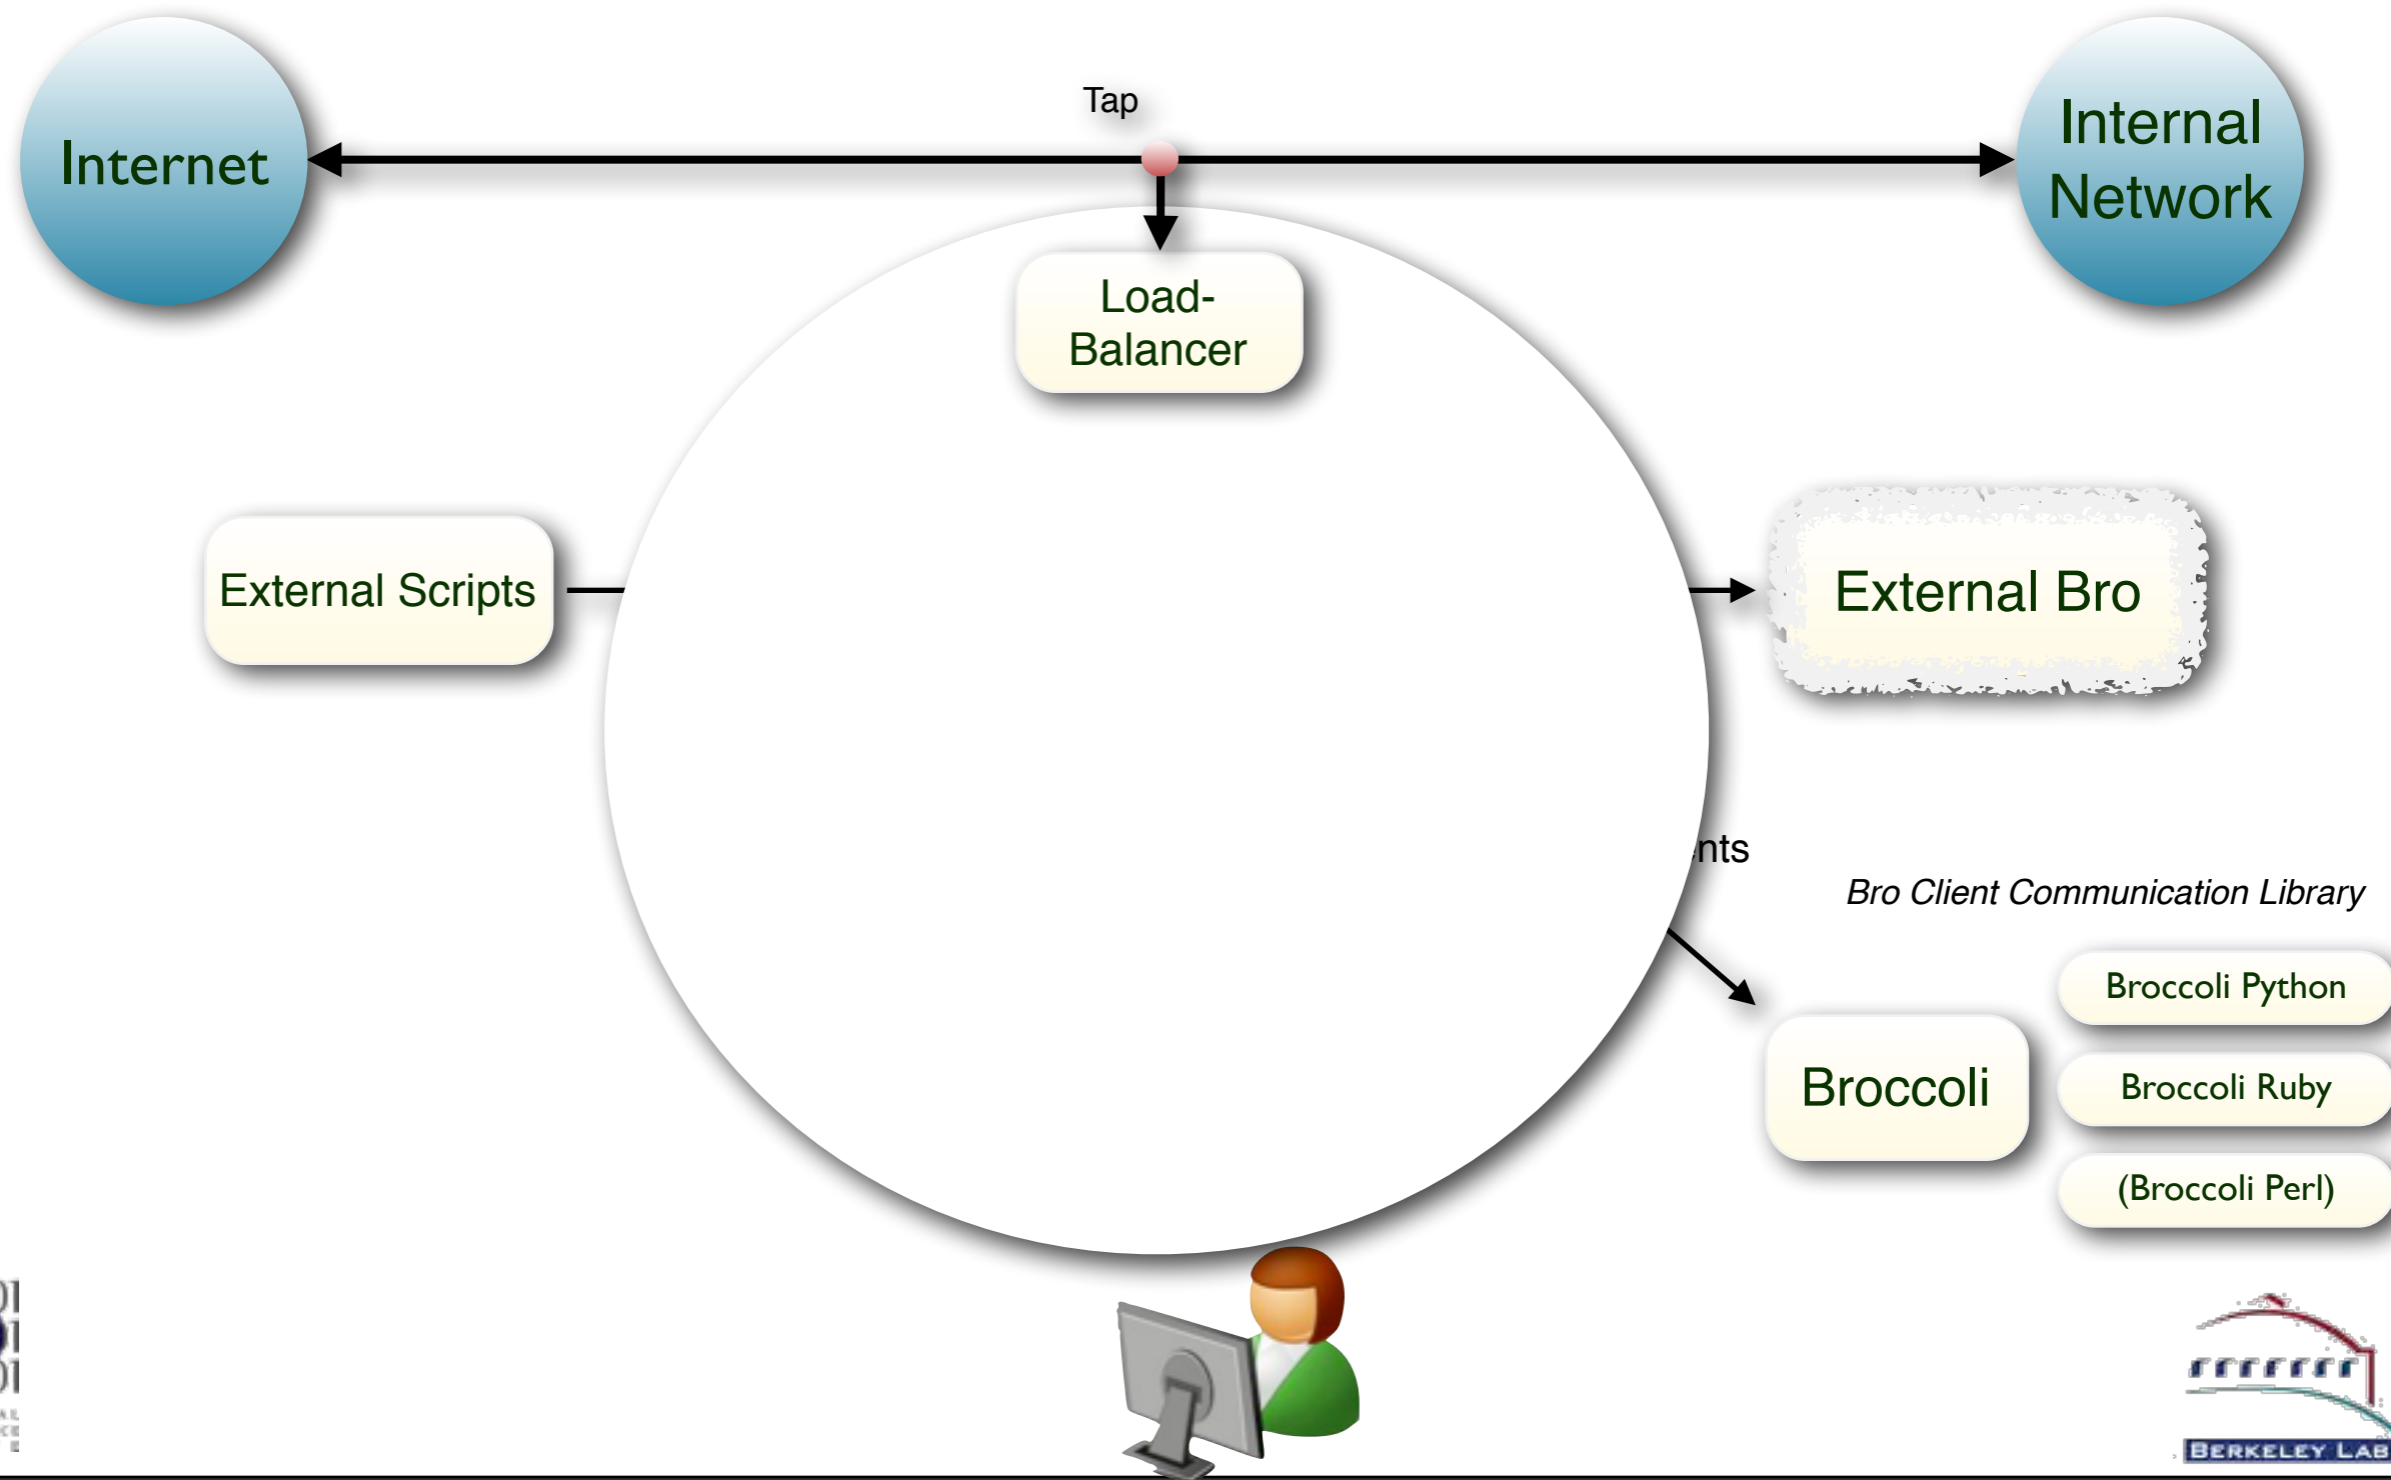 Tap
Internet
Internal
Network
Load-
Balancer
External Scripts
External Bro
nts
Bro Client Communication Library
Broccoli Python
Broccoli
Broccoli Ruby
(Broccoli Perl)
BERKELEY LAB